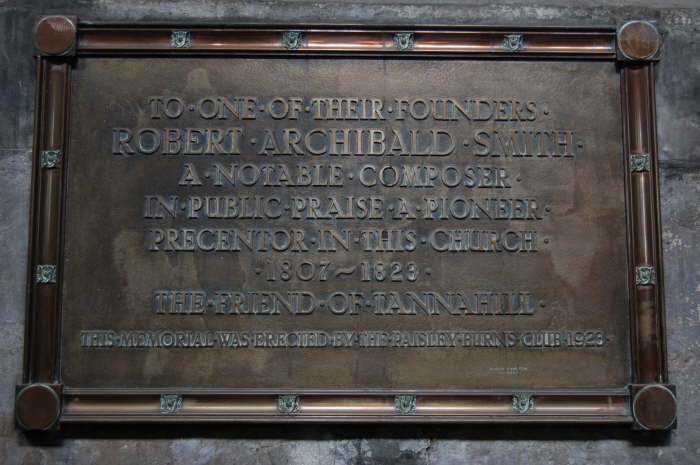 TO·ONE·OF·THEIR·FOUNDERS·
ROBERT·ARCHIBALD·SMITH·
A·NOTABLE·COMPOSER·
IN·PUBLIC·PRAISE·A·PIONEER·
PRECENTOR·IN·THIS·CHURCH·
·1807~1823·
THE·FRIEND·OF·TANNAHILL·
THIS·MEMORIAL·WAS·ERECTED·BY·THE·PAISLEY·BURNS·CLUB·1923·